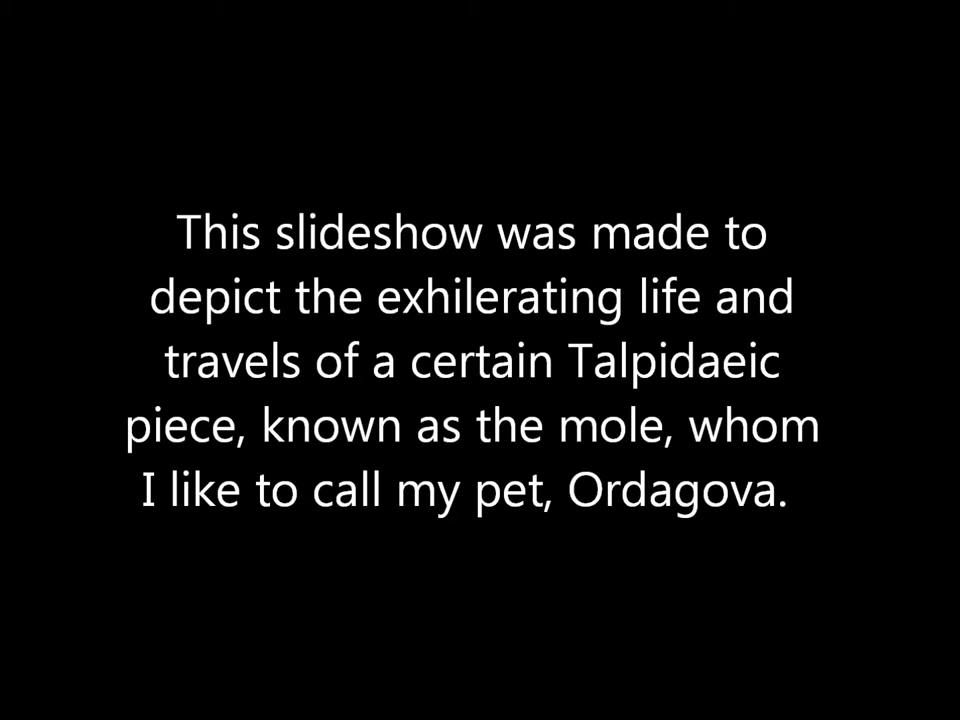 This slideshow was made to
depict the exhilerating life and
travels of a certain Talpidaeic
piece, known as the mole, whom
I like to call my pet, Ordagova.